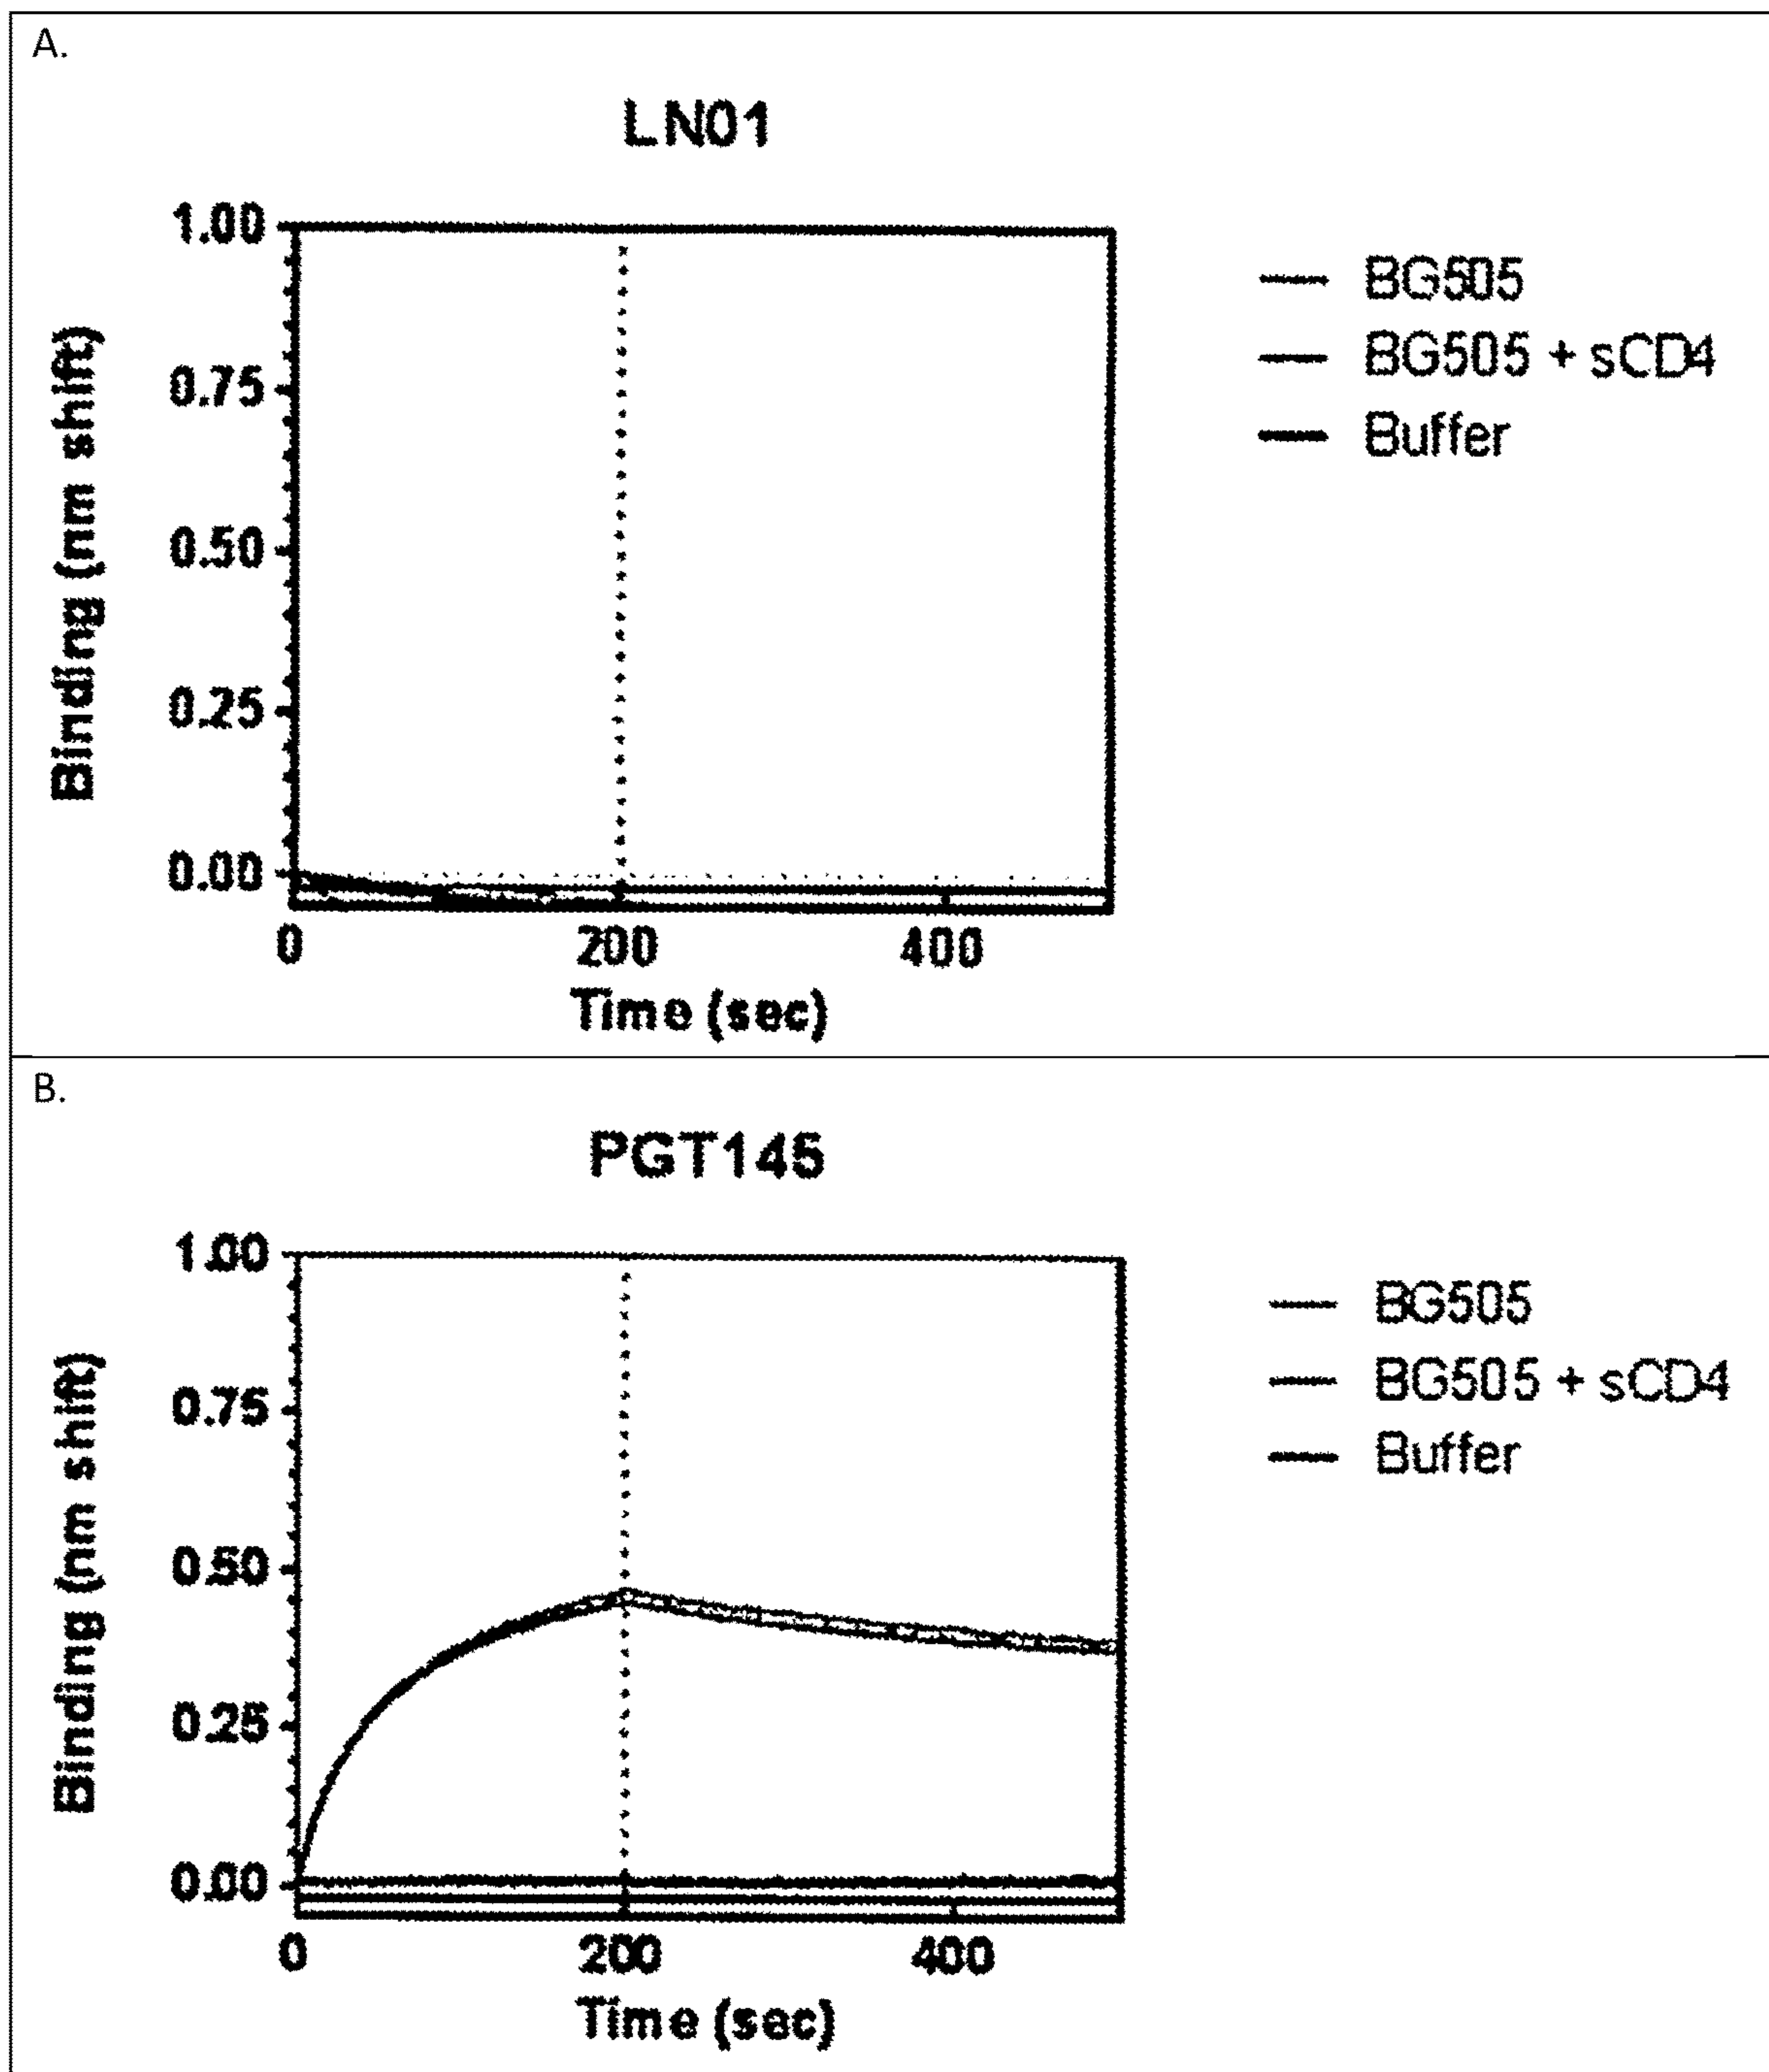 A.
LN01
1.00
0.75
0.50
0.25
0.00
Binding (nm shift)
0 200 400
Time (sec)
BG505
BG505 + sCD4
Buffer
B.
PGT145
1.00
0.75
0.50
0.25
0.00
Binding (nm shift)
0 200 400
Time (sec)
BG505
BG505 + sCD4
Buffer